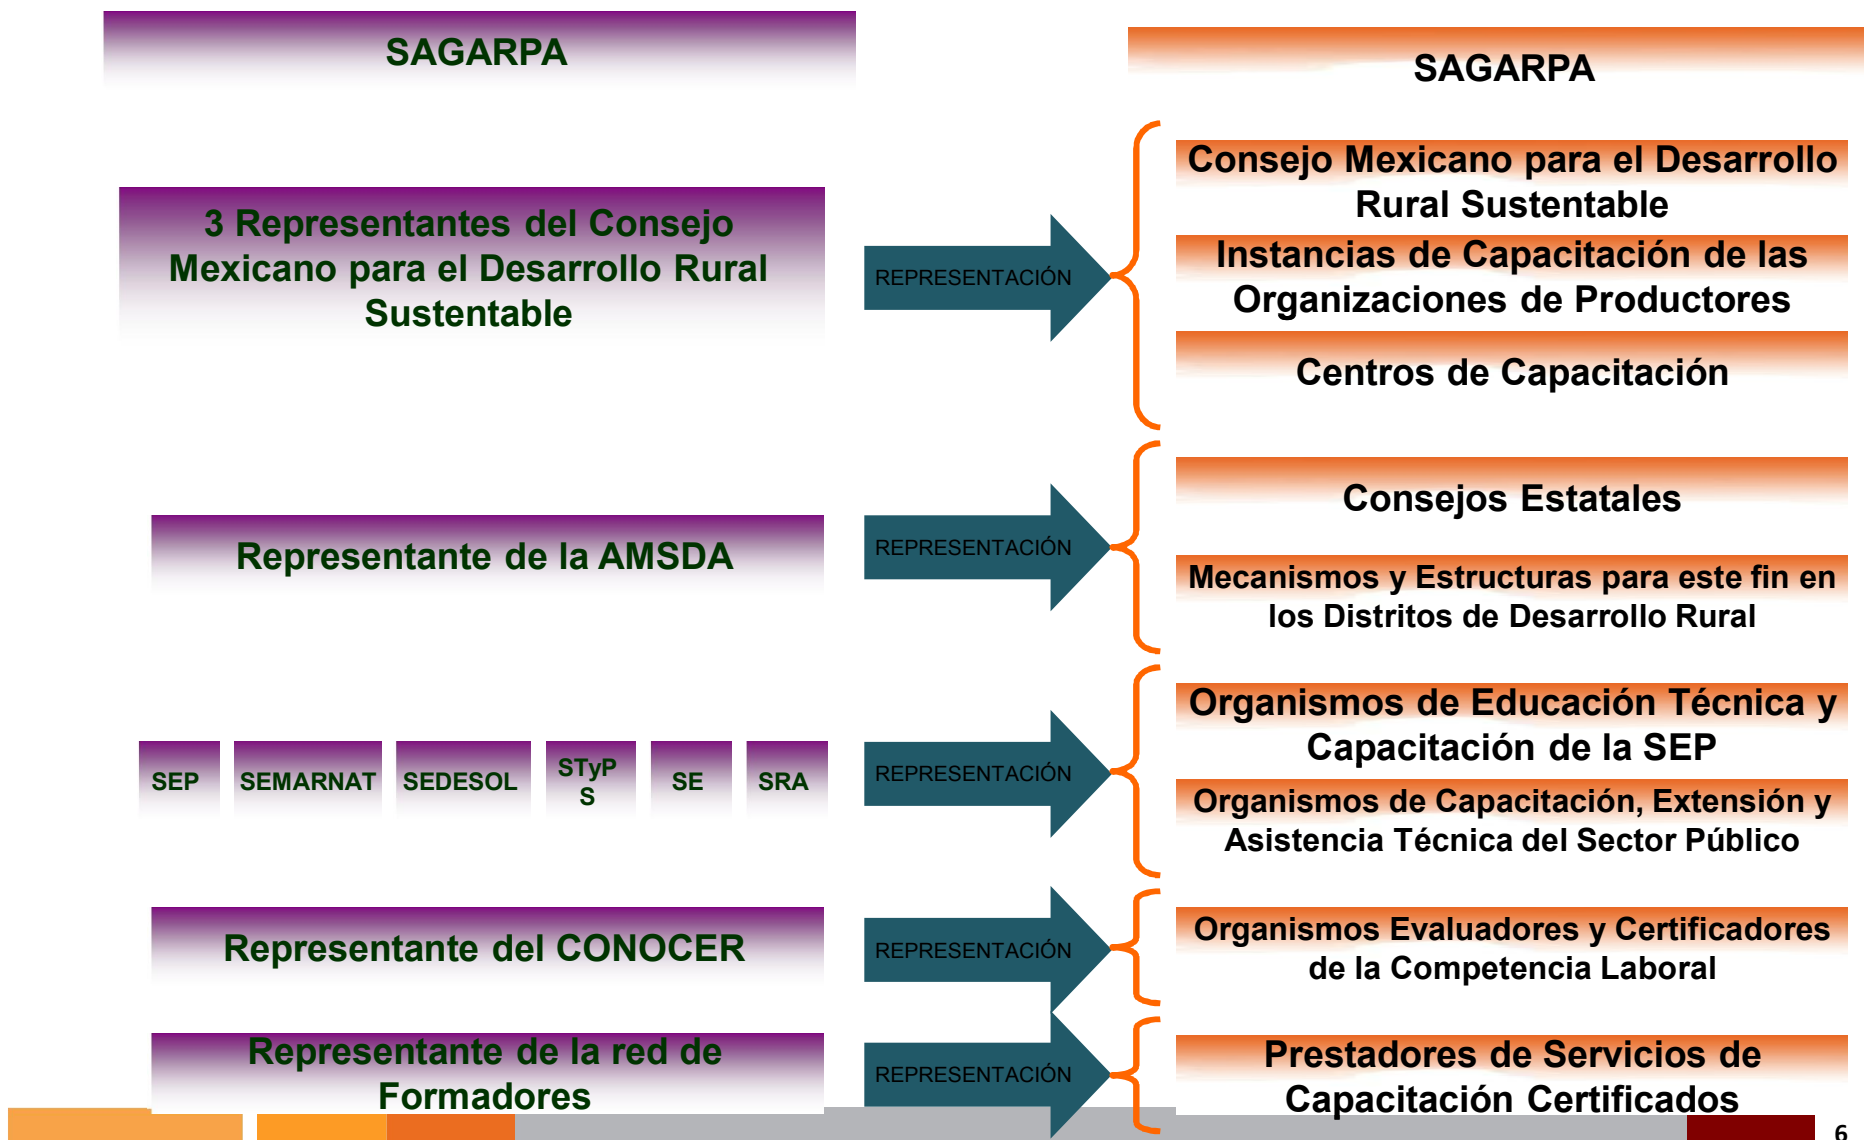 SAGARPA
SAGARPA
3 Representantes del Consejo
Mexicano para el Desarrollo Rural
Sustentable
REPRESENTACIÓN
Consejo Mexicano para el Desarrollo
Rural Sustentable
Instancias de Capacitación de las
Organizaciones de Productores
Centros de Capacitación
Representante de la AMSDA
REPRESENTACIÓN
Consejos Estatales
Mecanismos y Estructuras para este fin en
los Distritos de Desarrollo Rural
SEP
SEMARNAT
SEDESOL
STyP
S
SE
SRA
REPRESENTACIÓN
Organismos de Educación Técnica y
Capacitación de la SEP
Organismos de Capacitación, Extensión y
Asistencia Técnica del Sector Público
Representante del CONOCER
REPRESENTACIÓN
Organismos Evaluadores y Certificadores
de la Competencia Laboral
Representante de la red de
Formadores
REPRESENTACIÓN
Prestadores de Servicios de
Capacitación Certificados
6